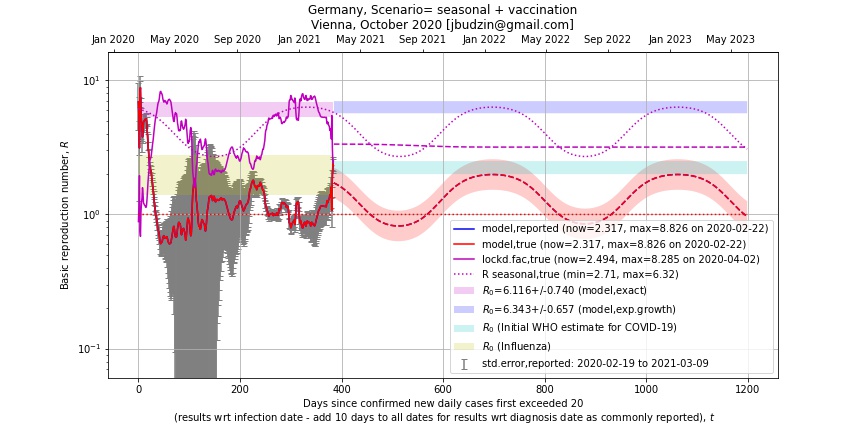 Germany, Scenario= seasonal + vaccination
Vienna, October 2020 [jbudzin@gmail.com]
Jan 2020 May 2020 Sep 2020 Jan 2021 May 2021 Sep 2021 Jan 2022 May 2022 Sep 2022 Jan 2023 May 2023
Basic reproduction number, R
10¹
10⁰
10⁻¹
model,reported (now=2.317, max=8.826 on 2020-02-22)
model,true (now=2.317, max=8.826 on 2020-02-22)
lockd.fac,true (now=2.494, max=8.285 on 2020-04-02)
R seasonal,true (min=2.71, max=6.32)
R₀=6.116+/-0.740 (model,exact)
R₀=6.343+/-0.657 (model,exp.growth)
R₀ (Initial WHO estimate for COVID-19)
R₀ (Influenza)
std.error,reported: 2020-02-19 to 2021-03-09
0 200 400 600 800 1000 1200
Days since confirmed new daily cases first exceeded 20
(results wrt infection date - add 10 days to all dates for results wrt diagnosis date as commonly reported), t